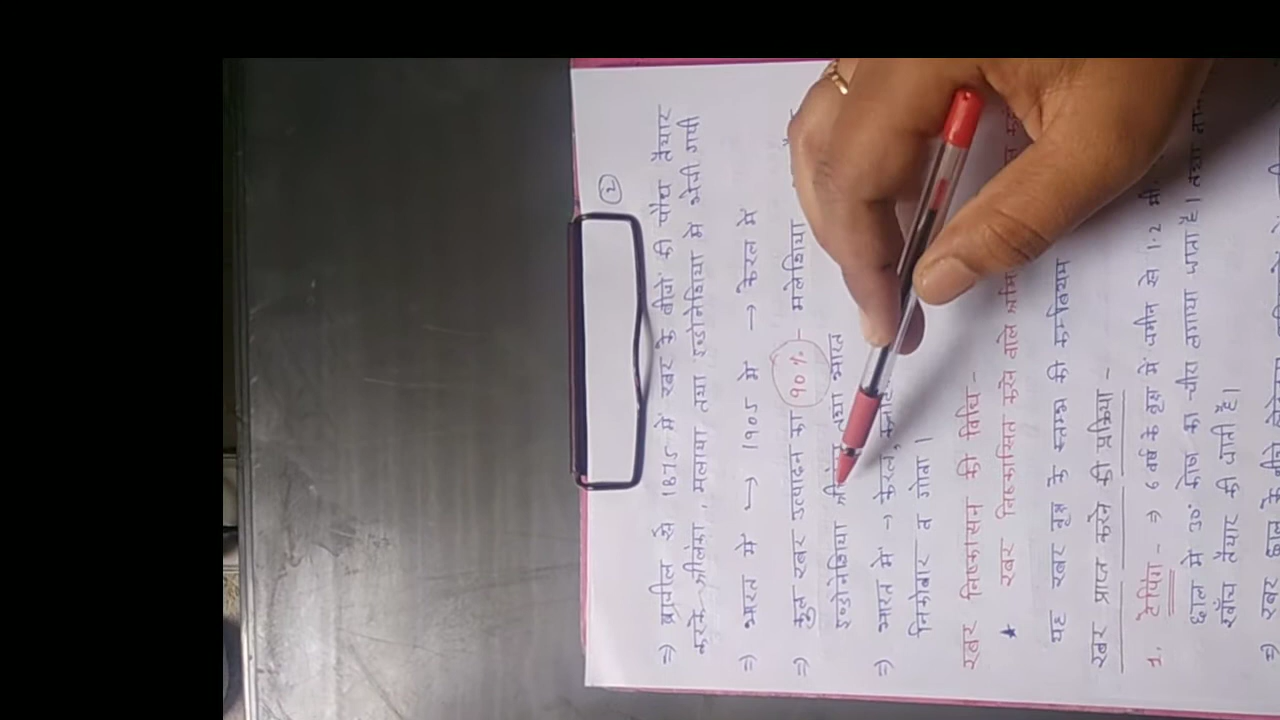 2
⇒ ब्राजील से 1875 में रबर के बीजों की पौध तैयार
करके श्रीलंका, मलाया तथा इण्डोनेशिया में भेजी गयी
⇒ भारत में → 1905 में → केरल में
⇒ कुल रबर उत्पादन का 90% - मलेशिया
इण्डोनेशिया तथा भारत
⇒ भारत में → केरल,
निकोबार व गोवा।
रबर निष्कासन की विधि -
★ रबर निष्कासित करने वाले
यह रबर वृक्ष के स्तम्भ की कैम्बियम
रबर प्राप्त करने की प्रक्रिया -
1. टैपिंग - ⇒ 6 वर्ष के वृक्ष में जमीन से 1.2 मी.
छाल में 30° कोण का चीरा लगाया जाता है। तथा
खाँच तैयार की जाती है।
⇒ रबर छाल के नीचे